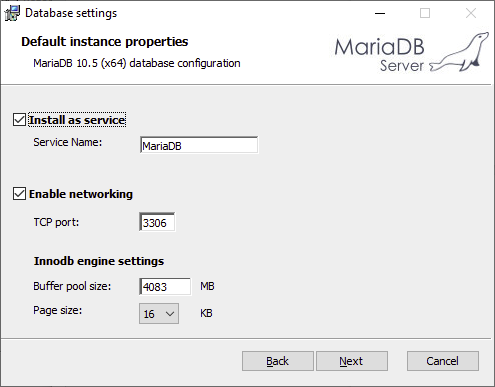 Database settings
Default instance properties
MariaDB 10.5 (x64) database configuration
MariaDB
Server
Install as service
Service Name: MariaDB
Enable networking
TCP port: 3306
Innodb engine settings
Buffer pool size: 4083 MB
Page size: 16 KB
Back Next Cancel